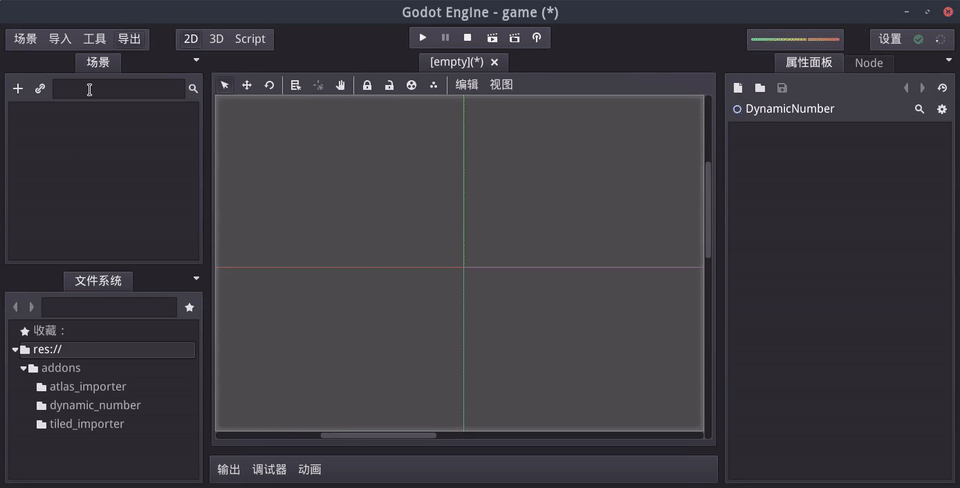 Godot Engine - game (*)
场景 导入 工具 导出
2D 3D Script
设置
场景
[empty](*)
属性面板 Node
编辑 视图
DynamicNumber
文件系统
收藏：
res://
addons
atlas_importer
dynamic_number
tiled_importer
输出 调试器 动画